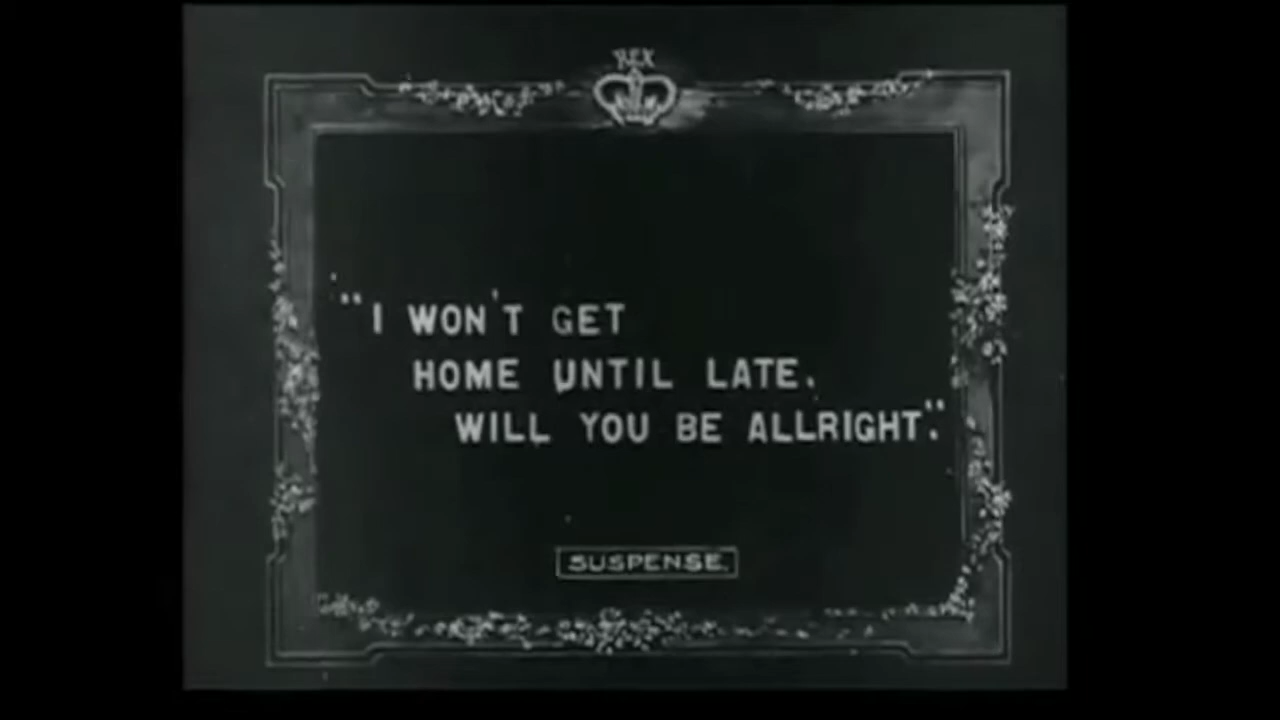 REX
"I WON'T GET
HOME UNTIL LATE.
WILL YOU BE ALLRIGHT."
SUSPENSE.